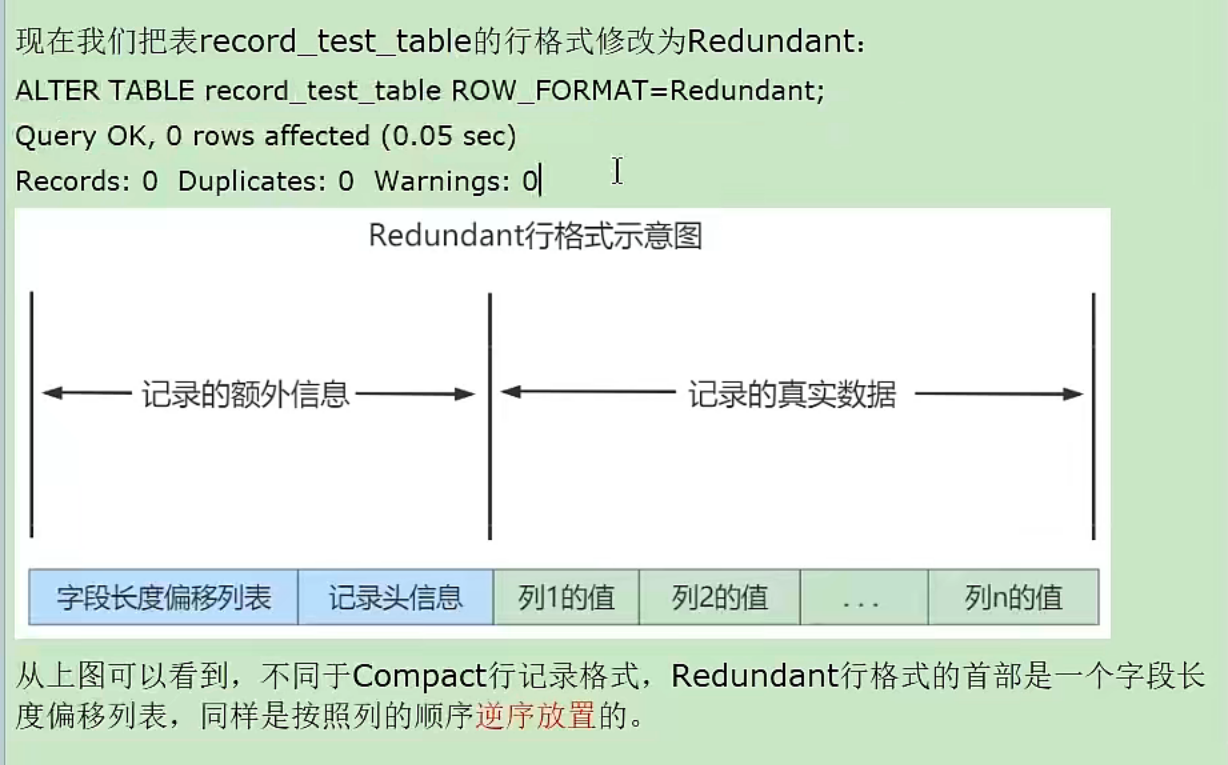 现在我们把表record_test_table的行格式修改为Redundant：
ALTER TABLE record_test_table ROW_FORMAT=Redundant;
Query OK, 0 rows affected (0.05 sec)
Records: 0  Duplicates: 0  Warnings: 0
Redundant行格式示意图
记录的额外信息 记录的真实数据
字段长度偏移列表 记录头信息 列1的值 列2的值 ... 列n的值
从上图可以看到，不同于Compact行记录格式，Redundant行格式的首部是一个字段长
度偏移列表，同样是按照列的顺序逆序放置的。